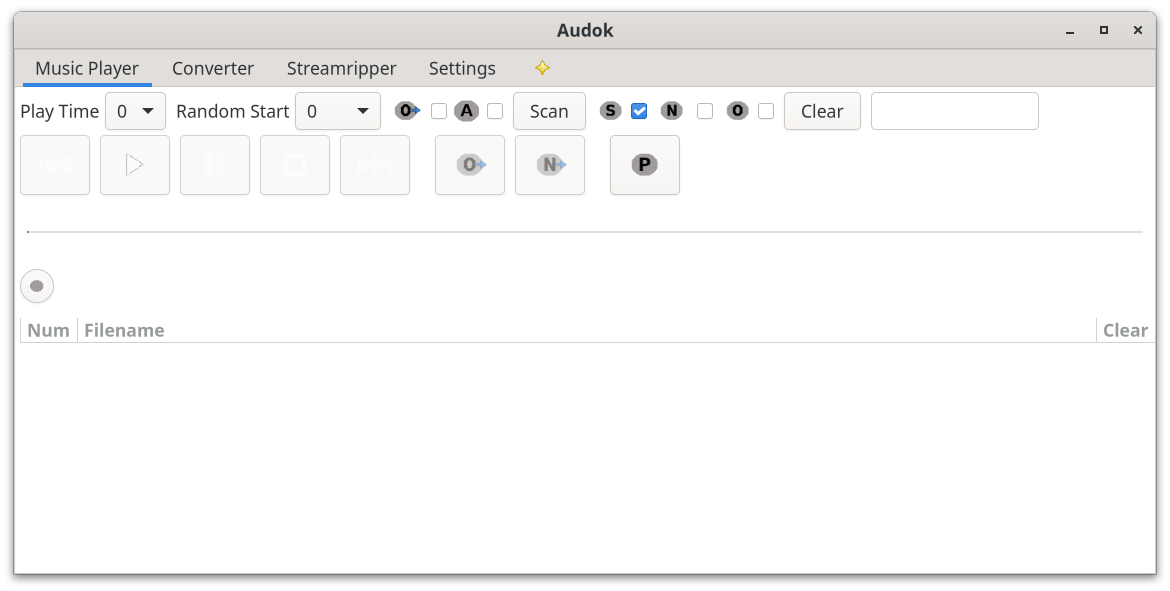 Audok
Music Player Converter Streamripper Settings
Play Time 0 Random Start 0 O A Scan S N O Clear
O N P
Num Filename Clear